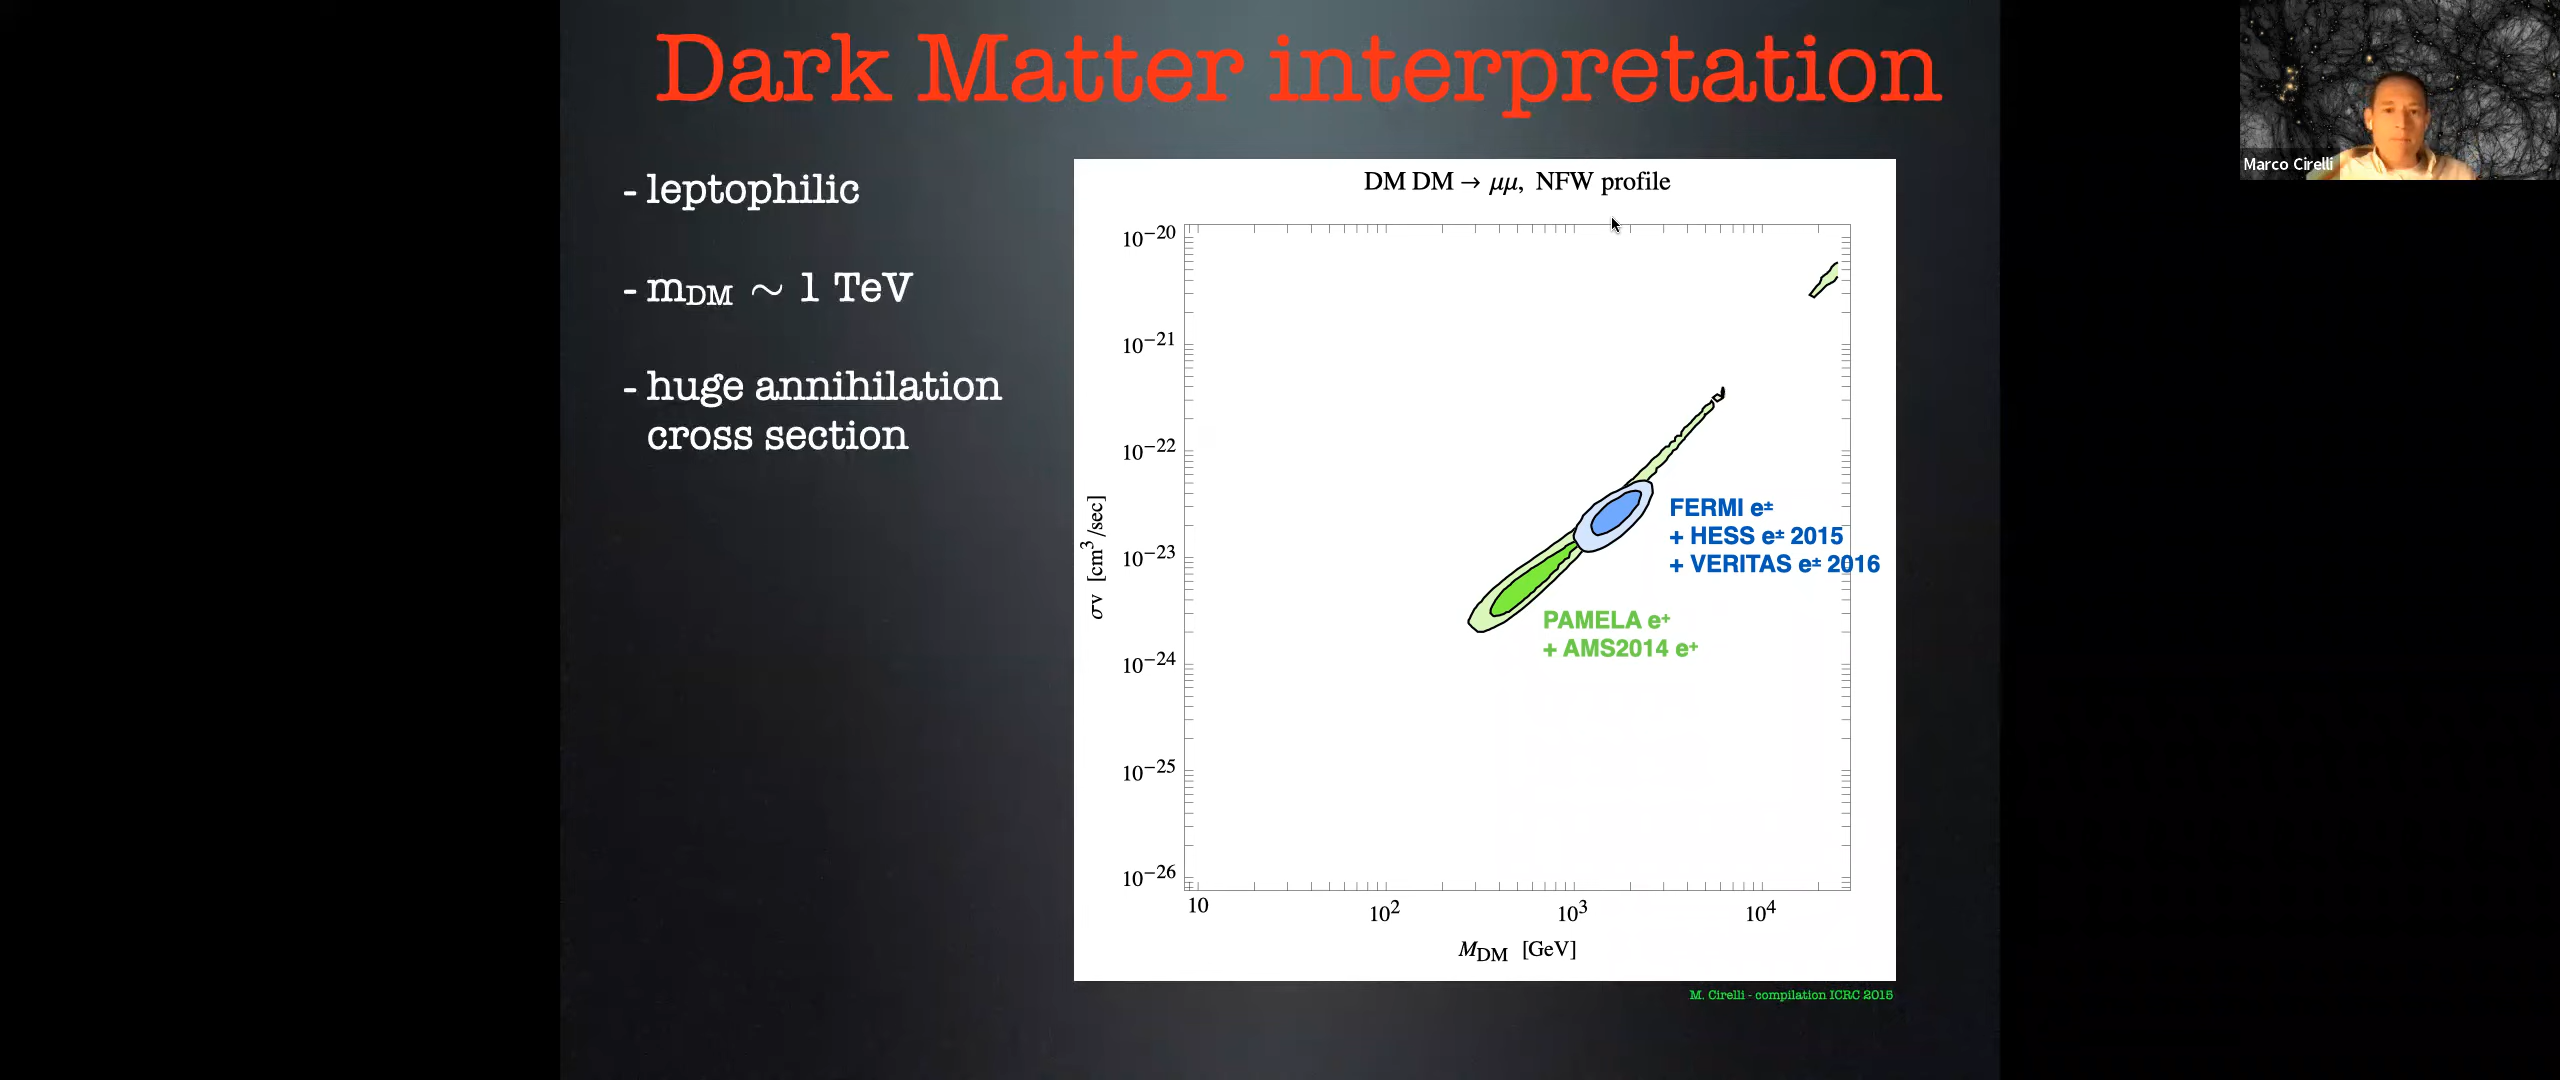 Dark Matter interpretation
- leptophilic
- mDM ∼ 1 TeV
- huge annihilation
cross section
DM DM → μμ, NFW profile
10−20
10−21
10−22
10−23
10−24
10−25
10−26
σv [cm3/sec]
FERMI e±
+ HESS e± 2015
+ VERITAS e± 2016
PAMELA e+
+ AMS2014 e+
10 102 103 104
MDM [GeV]
M. Cirelli - compilation ICRC 2015
Marco Cirelli